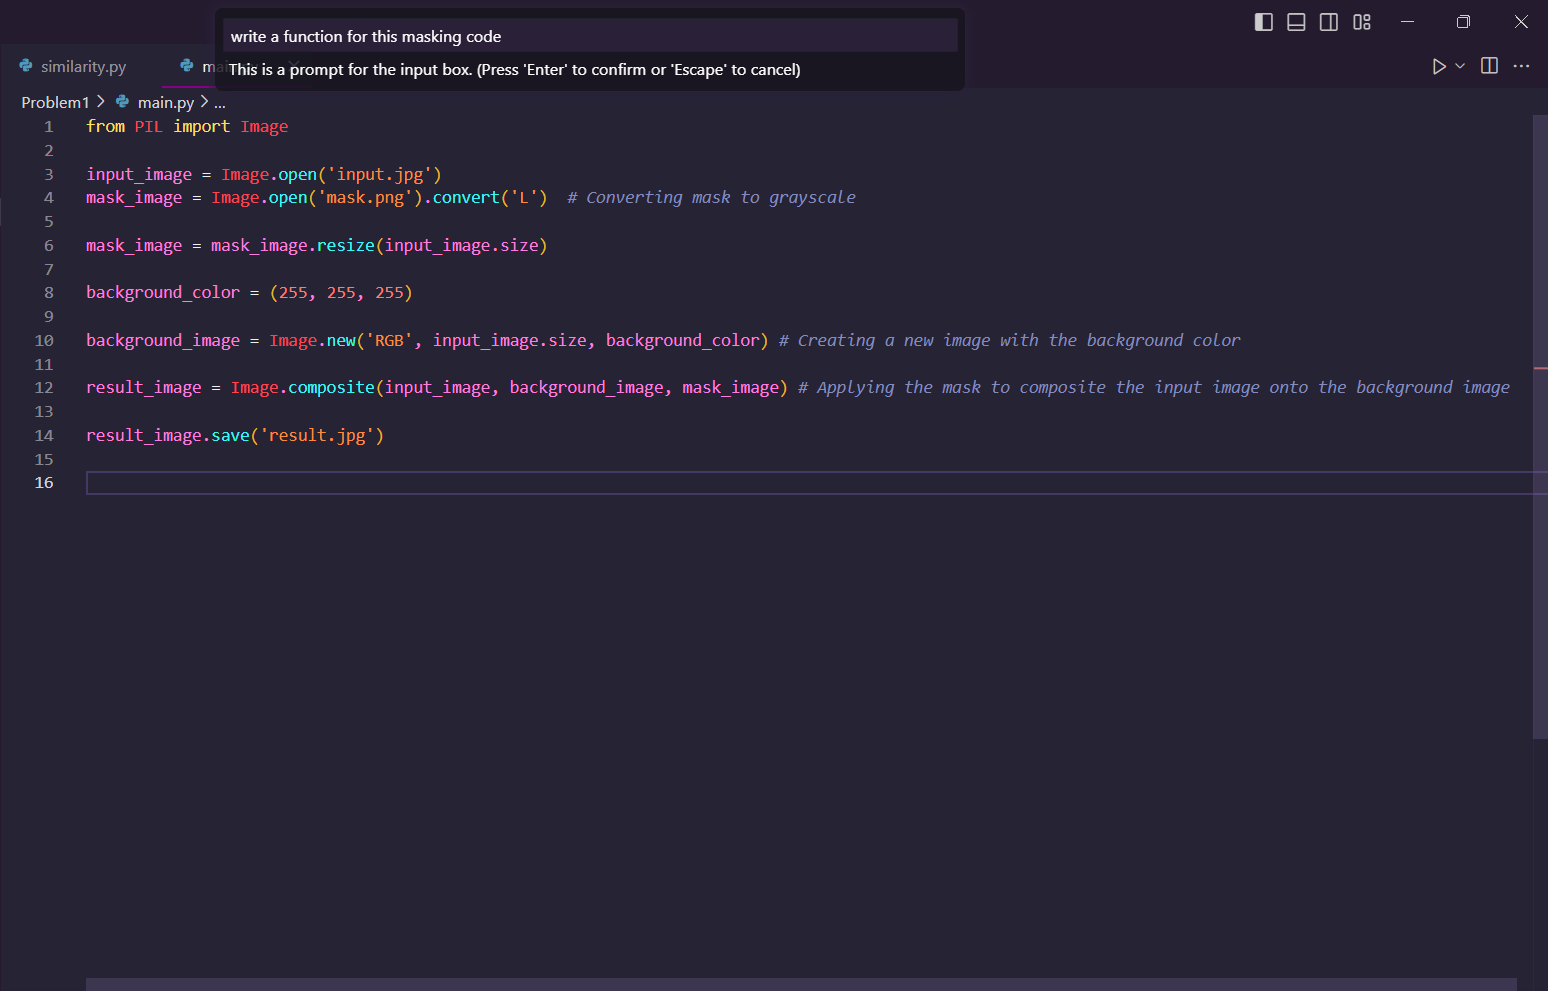 write a function for this masking code
This is a prompt for the input box. (Press 'Enter' to confirm or 'Escape' to cancel)
similarity.py
Problem1 > main.py > ...
1 from PIL import Image
2
3 input_image = Image.open('input.jpg')
4 mask_image = Image.open('mask.png').convert('L')  # Converting mask to grayscale
5
6 mask_image = mask_image.resize(input_image.size)
7
8 background_color = (255, 255, 255)
9
10 background_image = Image.new('RGB', input_image.size, background_color) # Creating a new image with the background color
11
12 result_image = Image.composite(input_image, background_image, mask_image) # Applying the mask to composite the input image onto the background image
13
14 result_image.save('result.jpg')
15
16